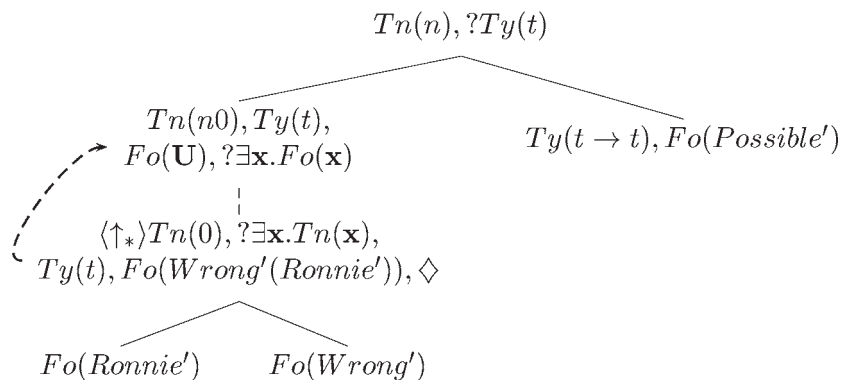 Tn(n), ?Ty(t)
Tn(n0), Ty(t),
Fo(U), ?∃x.Fo(x)
Ty(t → t), Fo(Possible′)
⟨↑∗⟩Tn(0), ?∃x.Tn(x),
Ty(t), Fo(Wrong′(Ronnie′)), ♢
Fo(Ronnie′) Fo(Wrong′)